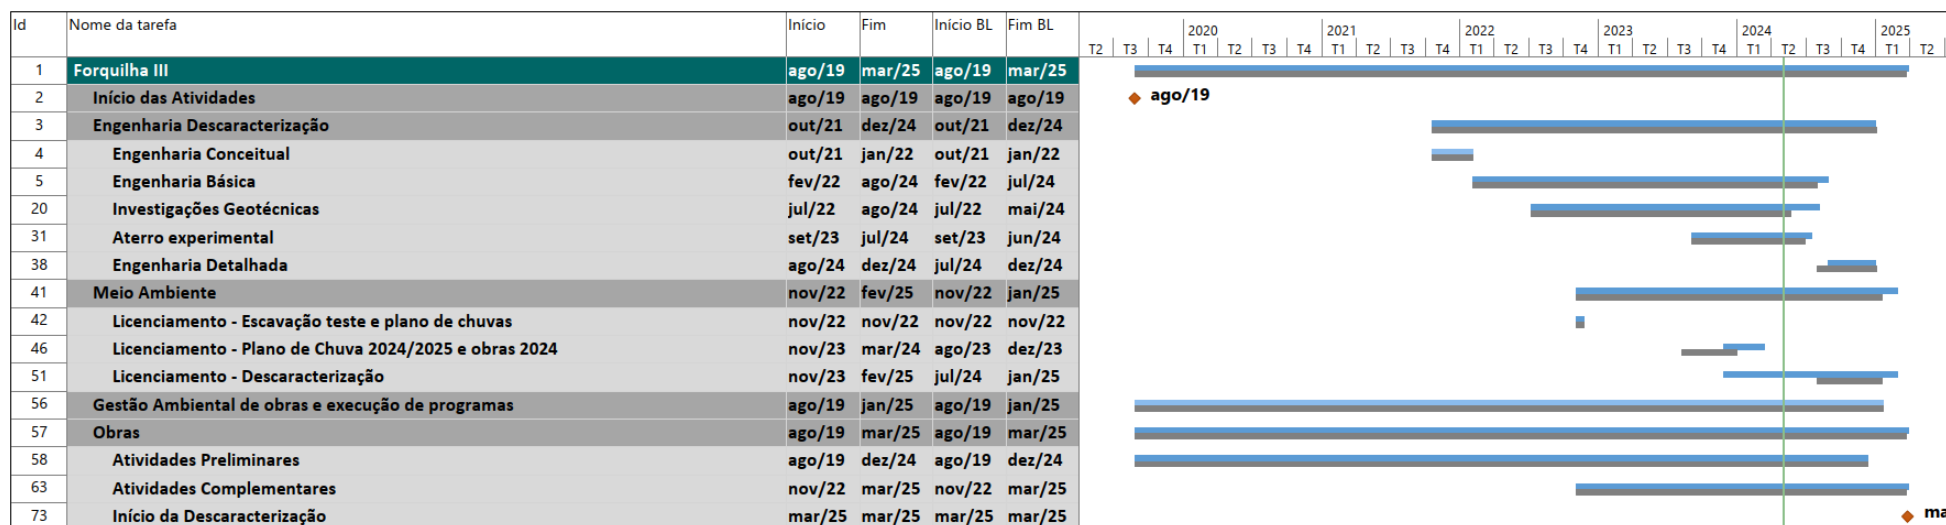 Id Nome da tarefa Início Fim Início BL Fim BL
2020 2021 2022 2023 2024 2025
T2 T3 T4 T1 T2 T3 T4 T1 T2 T3 T4 T1 T2 T3 T4 T1 T2 T3 T4 T1 T2 T3 T4 T1 T2
1 Forquilha III ago/19 mar/25 ago/19 mar/25
2 Início das Atividades ago/19 ago/19 ago/19 ago/19 ago/19
3 Engenharia Descaracterização out/21 dez/24 out/21 dez/24
4 Engenharia Conceitual out/21 jan/22 out/21 jan/22
5 Engenharia Básica fev/22 ago/24 fev/22 jul/24
20 Investigações Geotécnicas jul/22 ago/24 jul/22 mai/24
31 Aterro experimental set/23 jul/24 set/23 jun/24
38 Engenharia Detalhada ago/24 dez/24 jul/24 dez/24
41 Meio Ambiente nov/22 fev/25 nov/22 jan/25
42 Licenciamento - Escavação teste e plano de chuvas nov/22 nov/22 nov/22 nov/22
46 Licenciamento - Plano de Chuva 2024/2025 e obras 2024 nov/23 mar/24 ago/23 dez/23
51 Licenciamento - Descaracterização nov/23 fev/25 jul/24 jan/25
56 Gestão Ambiental de obras e execução de programas ago/19 jan/25 ago/19 jan/25
57 Obras ago/19 mar/25 ago/19 mar/25
58 Atividades Preliminares ago/19 dez/24 ago/19 dez/24
63 Atividades Complementares nov/22 mar/25 nov/22 mar/25
73 Início da Descaracterização mar/25 mar/25 mar/25 mar/25 ma